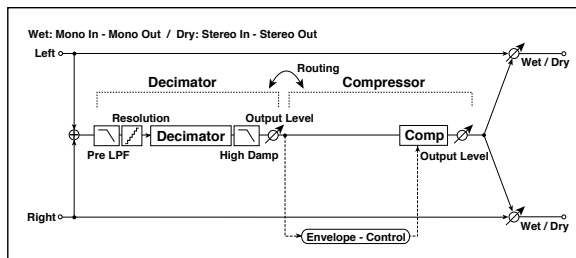 Wet: Mono In - Mono Out / Dry: Stereo In - Stereo Out
Left
Wet / Dry
Routing
Decimator
Compressor
Resolution
Output Level
Decimator
Comp
Pre LPF
High Damp
Output Level
Right
Wet / Dry
Envelope - Control